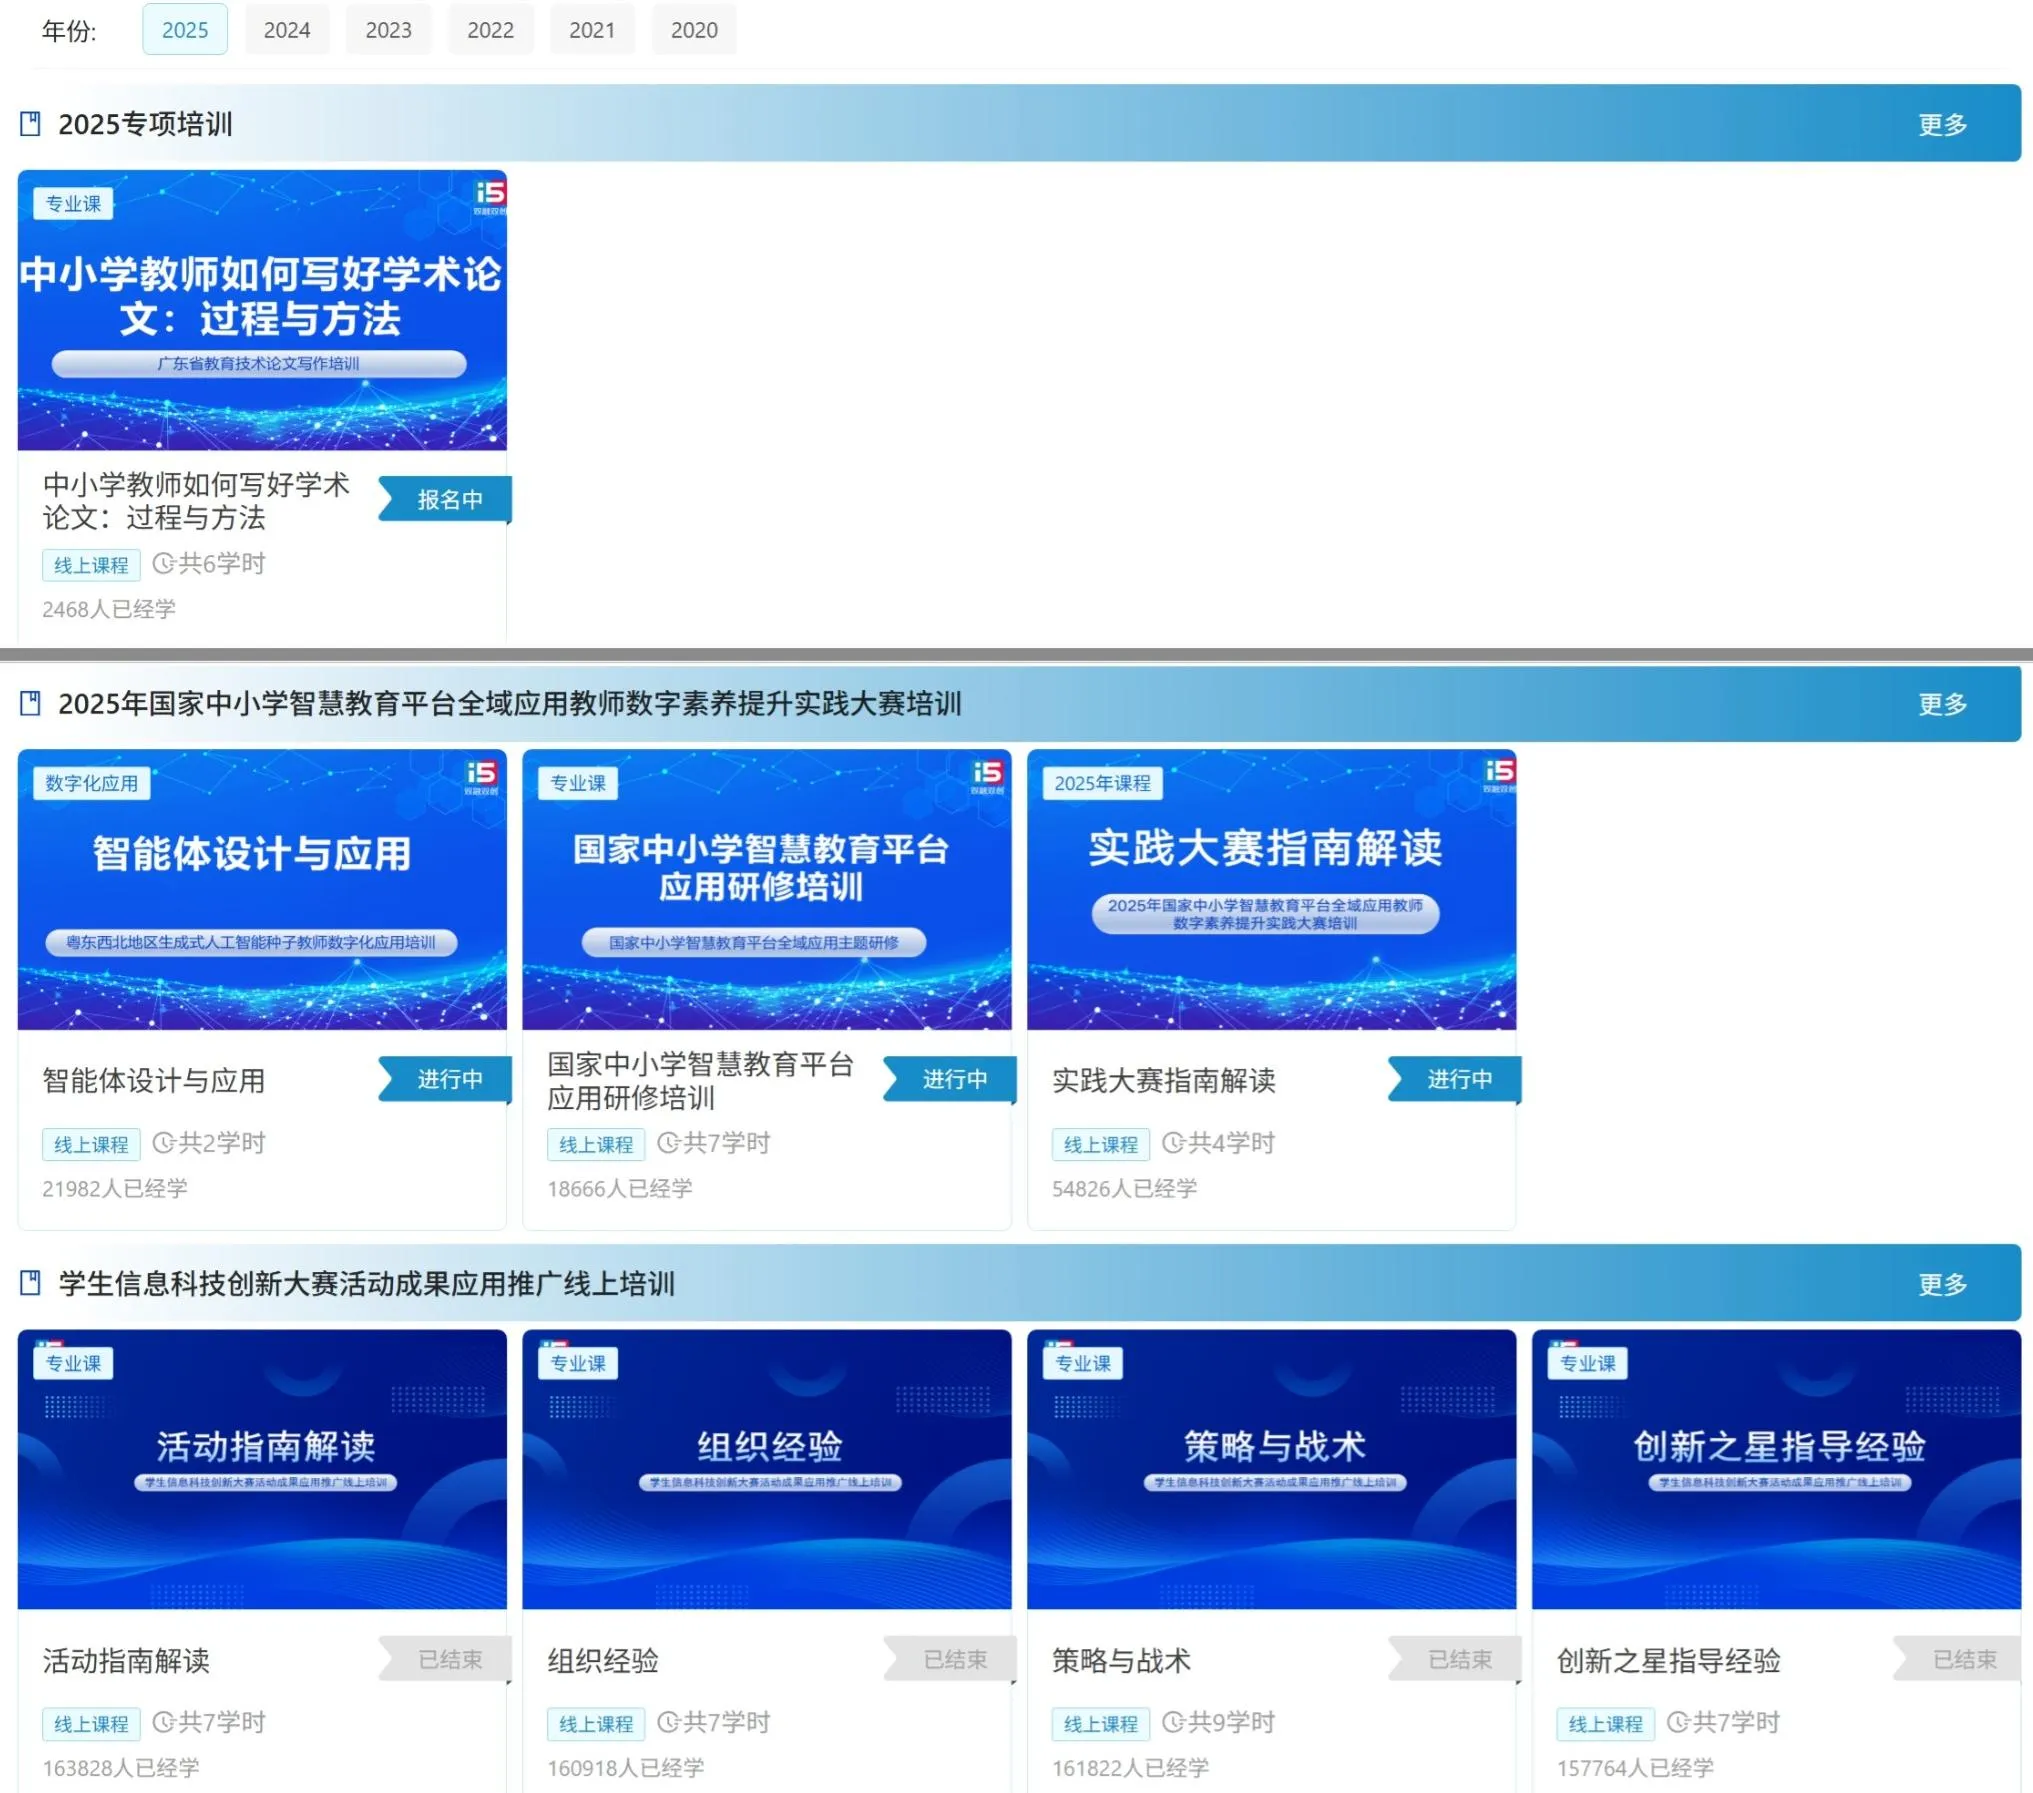 年份:
2025
2024
2023
2022
2021
2020
2025专项培训
更多
专业课
i5
双融双创
中小学教师如何写好学术论
文：过程与方法
广东省教育技术论文写作培训
中小学教师如何写好学术
论文：过程与方法
报名中
线上课程
共6学时
2468人已经学
2025年国家中小学智慧教育平台全域应用教师数字素养提升实践大赛培训
更多
数字化应用
i5
双融双创
智能体设计与应用
粤东西北地区生成式人工智能种子教师数字化应用培训
智能体设计与应用
进行中
线上课程
共2学时
21982人已经学
专业课
i5
双融双创
国家中小学智慧教育平台
应用研修培训
国家中小学智慧教育平台全域应用主题研修
国家中小学智慧教育平台
应用研修培训
进行中
线上课程
共7学时
18666人已经学
2025年课程
i5
双融双创
实践大赛指南解读
2025年国家中小学智慧教育平台全域应用教师
数字素养提升实践大赛培训
实践大赛指南解读
进行中
线上课程
共4学时
54826人已经学
学生信息科技创新大赛活动成果应用推广线上培训
更多
专业课
活动指南解读
学生信息科技创新大赛活动成果应用推广线上培训
活动指南解读
已结束
线上课程
共7学时
163828人已经学
专业课
组织经验
学生信息科技创新大赛活动成果应用推广线上培训
组织经验
已结束
线上课程
共7学时
160918人已经学
专业课
策略与战术
学生信息科技创新大赛活动成果应用推广线上培训
策略与战术
已结束
线上课程
共9学时
161822人已经学
专业课
创新之星指导经验
学生信息科技创新大赛活动成果应用推广线上培训
创新之星指导经验
已结束
线上课程
共7学时
157764人已经学